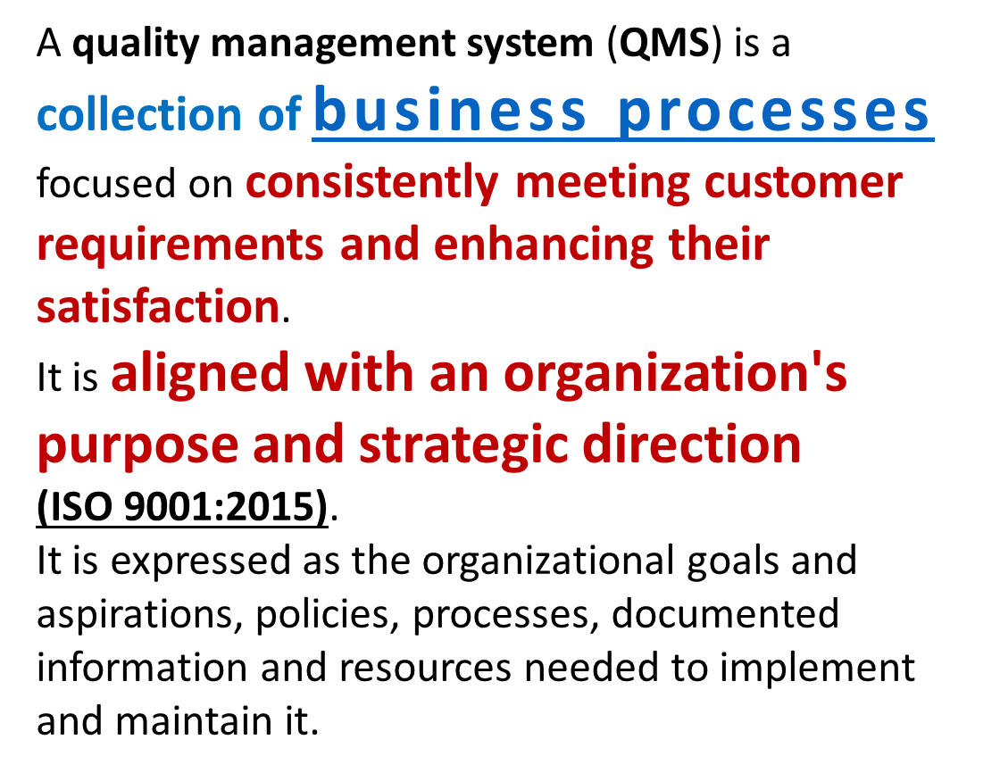 A quality management system (QMS) is a
collection of business processes
focused on consistently meeting customer
requirements and enhancing their
satisfaction.
It is aligned with an organization's
purpose and strategic direction
(ISO 9001:2015).
It is expressed as the organizational goals and
aspirations, policies, processes, documented
information and resources needed to implement
and maintain it.